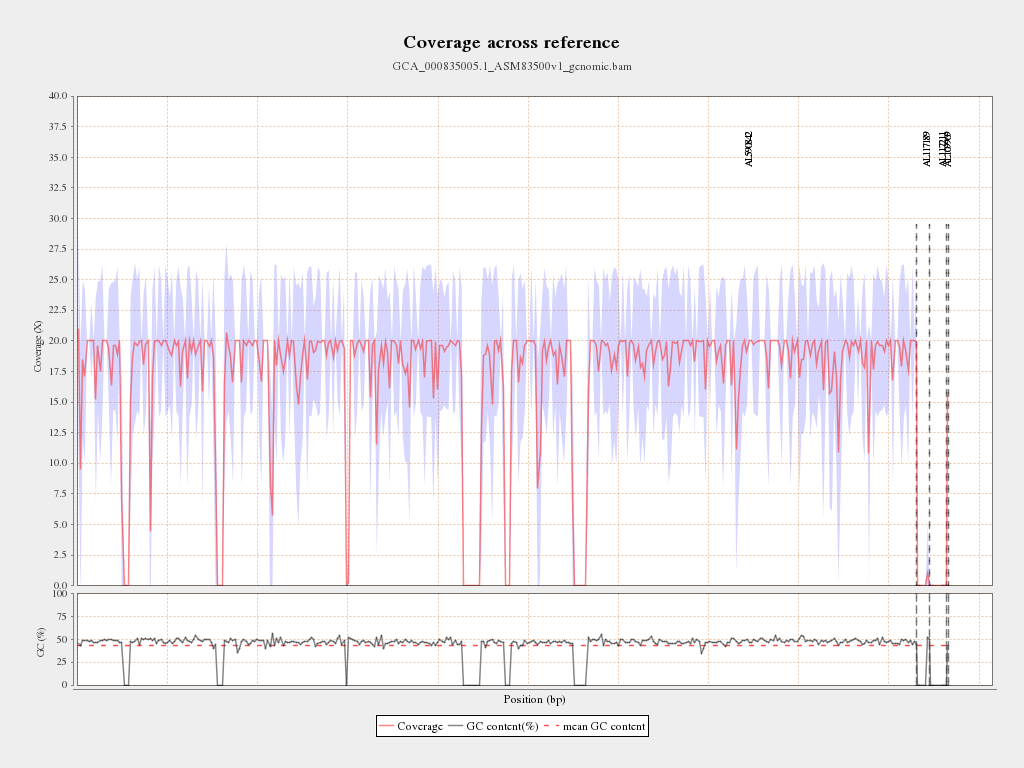 Coverage across reference
GCA_000835005.1_ASM83500v1_genomic.bam
40.0
37.5
35.0
32.5
30.0
27.5
25.0
22.5
20.0
17.5
15.0
12.5
10.0
7.5
5.0
2.5
0.0
Coverage (X)
AL590842
AL117189
AL117211
AL109969
100
75
50
25
0
GC (%)
Position (bp)
Coverage GC content(%) mean GC content